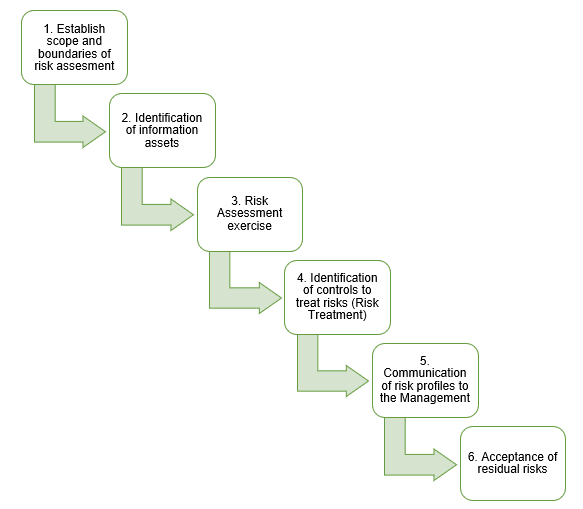 1. Establish
scope and
boundaries of
risk assesment
2. Identification
of information
assets
3. Risk
Assessment
exercise
4. Identification
of controls to
treat risks (Risk
Treatment)
5.
Communication
of risk profiles to
the Management
6. Acceptance of
residual risks